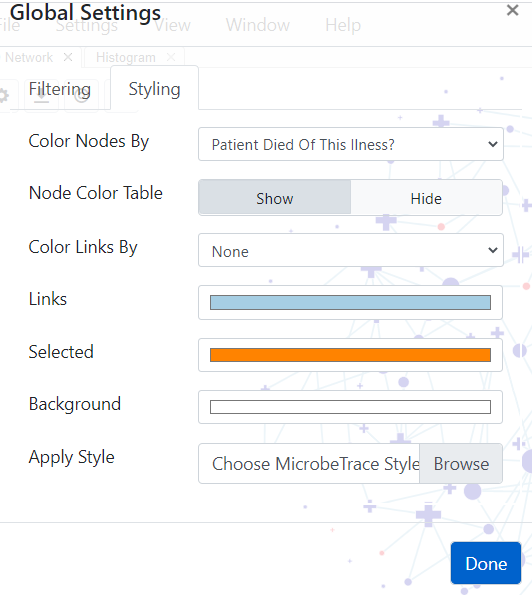 Global Settings
×
File Settings View Window Help
Network × Histogram ×
Filtering Styling
Color Nodes By Patient Died Of This Ilness?
Node Color Table Show Hide
Color Links By None
Links
Selected
Background
Apply Style Choose MicrobeTrace Style Browse
Done